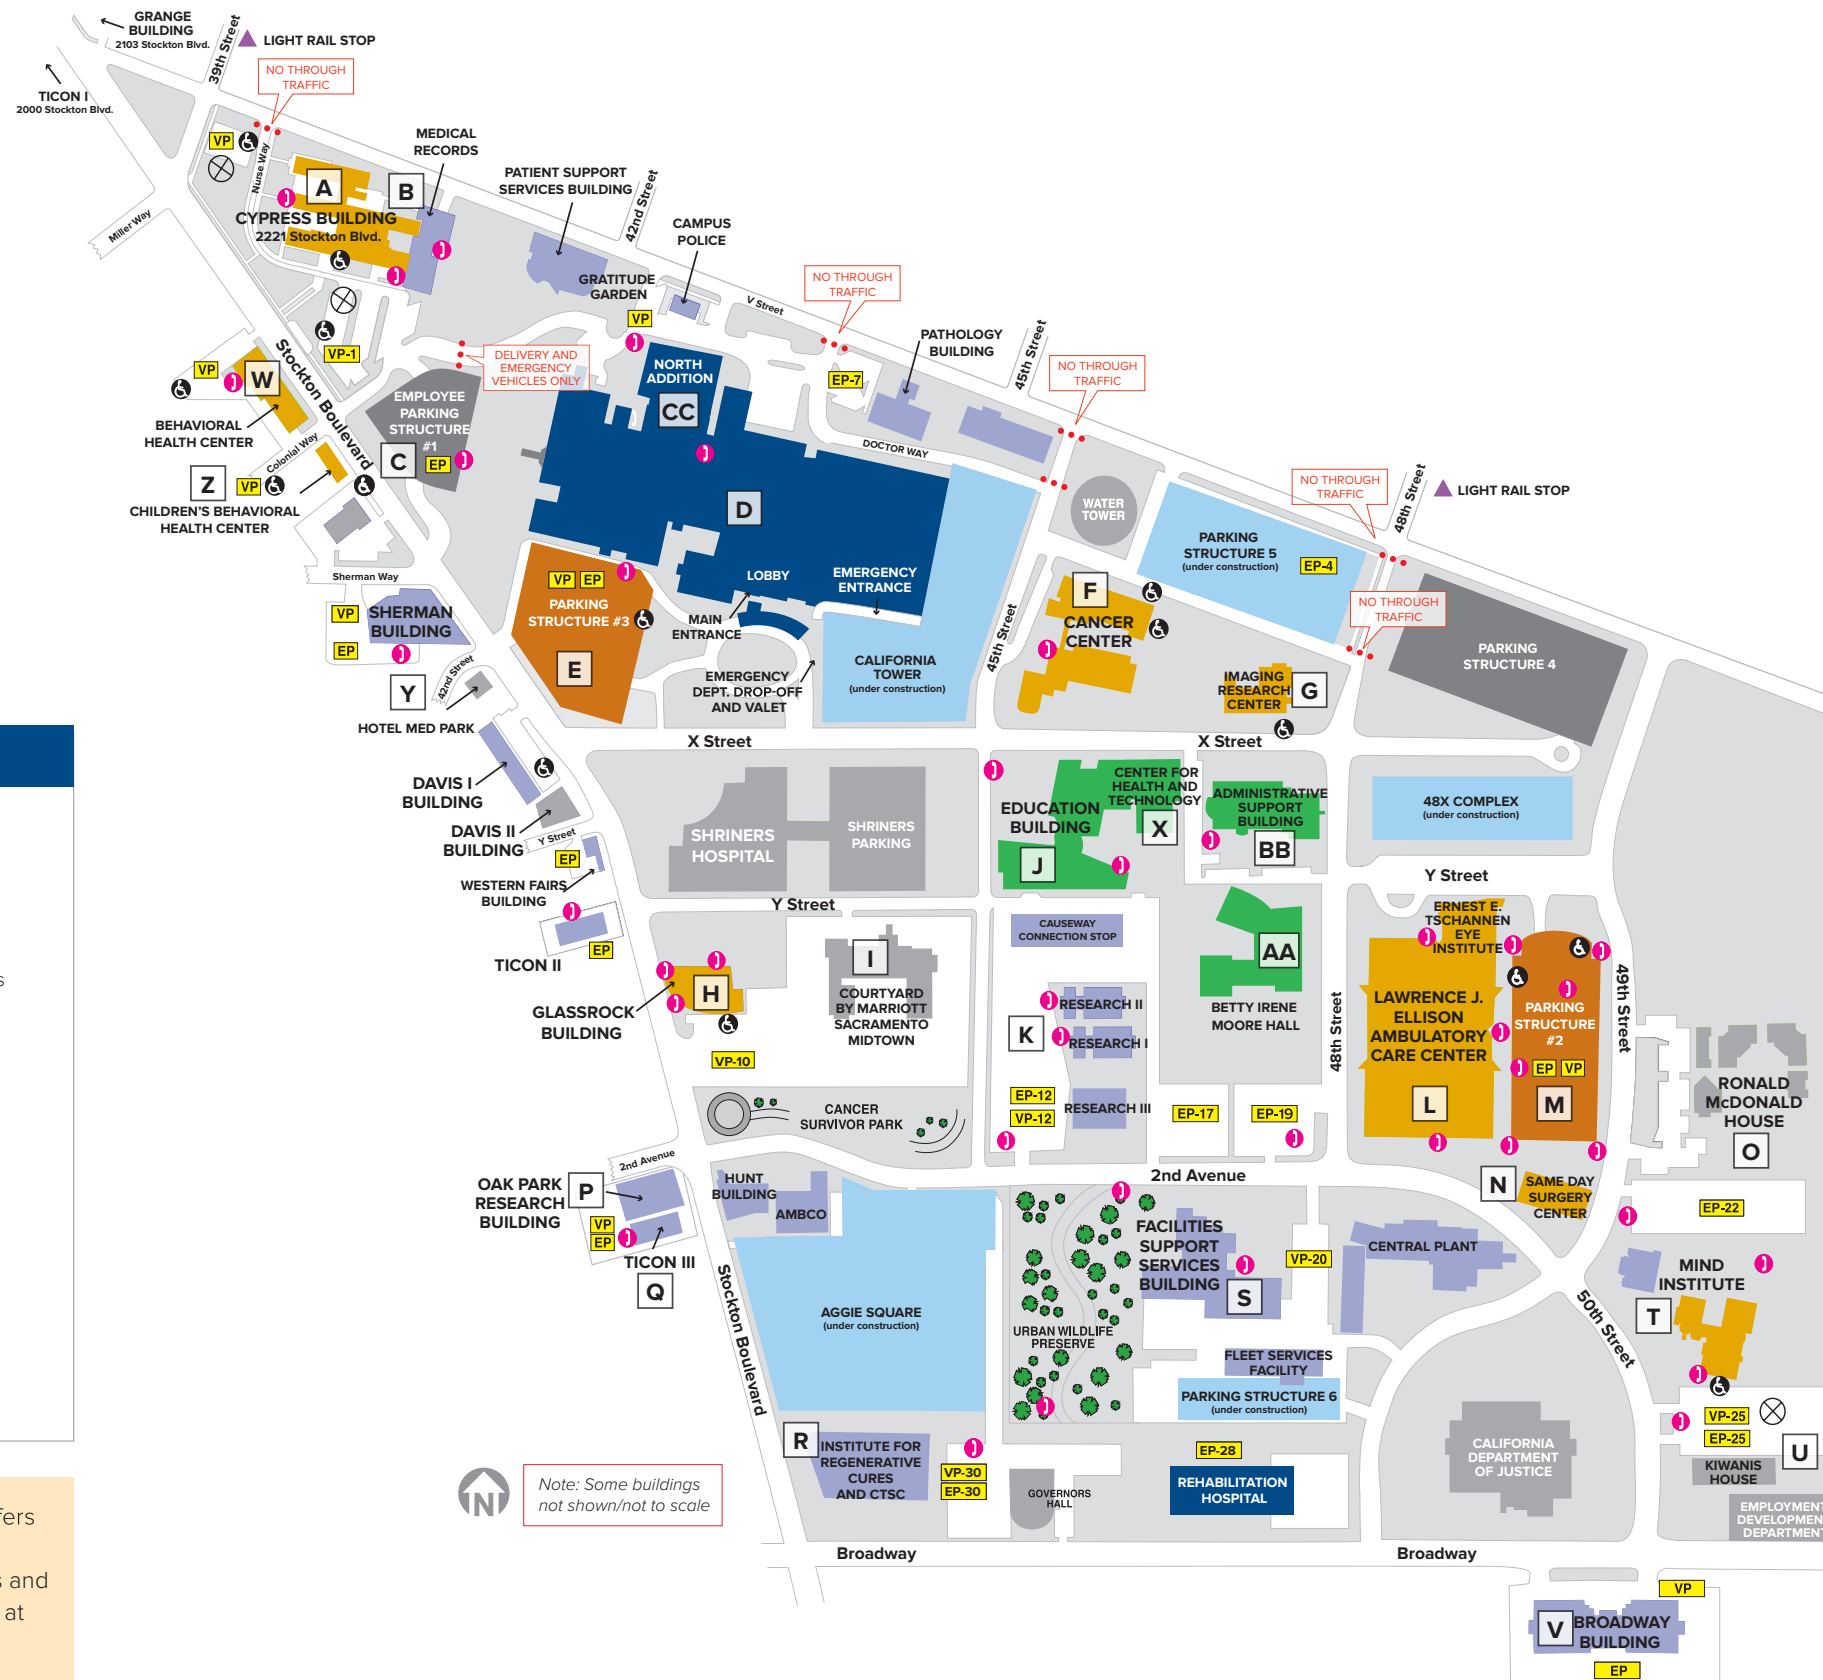 GRANGE
BUILDING
2103 Stockton Blvd.
39th Street
LIGHT RAIL STOP
TICON I
2000 Stockton Blvd.
NO THROUGH
TRAFFIC
VP
Nurse Way
MEDICAL
RECORDS
A
B
CYPRESS BUILDING
2221 Stockton Blvd.
Miller Way
PATIENT SUPPORT
SERVICES BUILDING
42nd Street
CAMPUS
POLICE
GRATITUDE
GARDEN
VP
V Street
NO THROUGH
TRAFFIC
VP-1
Stockton Boulevard
DELIVERY AND
EMERGENCY
VEHICLES ONLY
NORTH
ADDITION
CC
EP-7
PATHOLOGY
BUILDING
45th Street
NO THROUGH
TRAFFIC
VP
W
BEHAVIORAL
HEALTH CENTER
EMPLOYEE
PARKING
STRUCTURE
#1
C
EP
Colonial Way
Z
VP
CHILDREN'S BEHAVIORAL
HEALTH CENTER
DOCTOR WAY
D
WATER
TOWER
NO THROUGH
TRAFFIC
48th Street
LIGHT RAIL STOP
PARKING
STRUCTURE 5
(under construction)
EP-4
Sherman Way
VP
SHERMAN
BUILDING
EP
VP
EP
PARKING
STRUCTURE #3
E
LOBBY
EMERGENCY
ENTRANCE
MAIN
ENTRANCE
EMERGENCY
DEPT. DROP-OFF
AND VALET
CALIFORNIA
TOWER
(under construction)
45th Street
F
CANCER
CENTER
NO THROUGH
TRAFFIC
PARKING
STRUCTURE 4
IMAGING
RESEARCH
CENTER
G
Y
42nd Street
HOTEL MED PARK
X Street
X Street
DAVIS I
BUILDING
DAVIS II
BUILDING
Y Street
EP
WESTERN FAIRS
BUILDING
SHRINERS
HOSPITAL
SHRINERS
PARKING
EDUCATION
BUILDING
J
CENTER FOR
HEALTH AND
TECHNOLOGY
X
ADMINISTRATIVE
SUPPORT
BUILDING
BB
48X COMPLEX
(under construction)
Y Street
Y Street
EP
TICON II
GLASSROCK
BUILDING
H
I
COURTYARD
BY MARRIOTT
SACRAMENTO
MIDTOWN
VP-10
CAUSEWAY
CONNECTION STOP
K
RESEARCH II
RESEARCH I
EP-12
VP-12
RESEARCH III
AA
BETTY IRENE
MOORE HALL
48th Street
EP-17
EP-19
ERNEST E.
TSCHANNEN
EYE
INSTITUTE
LAWRENCE J.
ELLISON
AMBULATORY
CARE CENTER
L
PARKING
STRUCTURE
#2
EP
VP
M
49th Street
RONALD
McDONALD
HOUSE
O
CANCER
SURVIVOR PARK
2nd Avenue
2nd Avenue
N
SAME DAY
SURGERY
CENTER
EP-22
OAK PARK
RESEARCH
BUILDING
P
VP
EP
TICON III
Q
HUNT
BUILDING
AMBCO
Stockton Boulevard
AGGIE SQUARE
(under construction)
URBAN WILDLIFE
PRESERVE
FACILITIES
SUPPORT
SERVICES
BUILDING
S
VP-20
CENTRAL PLANT
MIND
INSTITUTE
T
50th Street
FLEET SERVICES
FACILITY
PARKING STRUCTURE 6
(under construction)
VP-25
EP-25
U
KIWANIS
HOUSE
CALIFORNIA
DEPARTMENT
OF JUSTICE
R
INSTITUTE FOR
REGENERATIVE
CURES
AND CTSC
VP-30
EP-30
GOVERNORS
HALL
EP-28
REHABILITATION
HOSPITAL
N
Note: Some buildings
not shown/not to scale
EMPLOYMENT
DEVELOPMEN
DEPARTMENT
Broadway
Broadway
VP
V
BROADWAY
BUILDING
EP
s
fers
s and
at